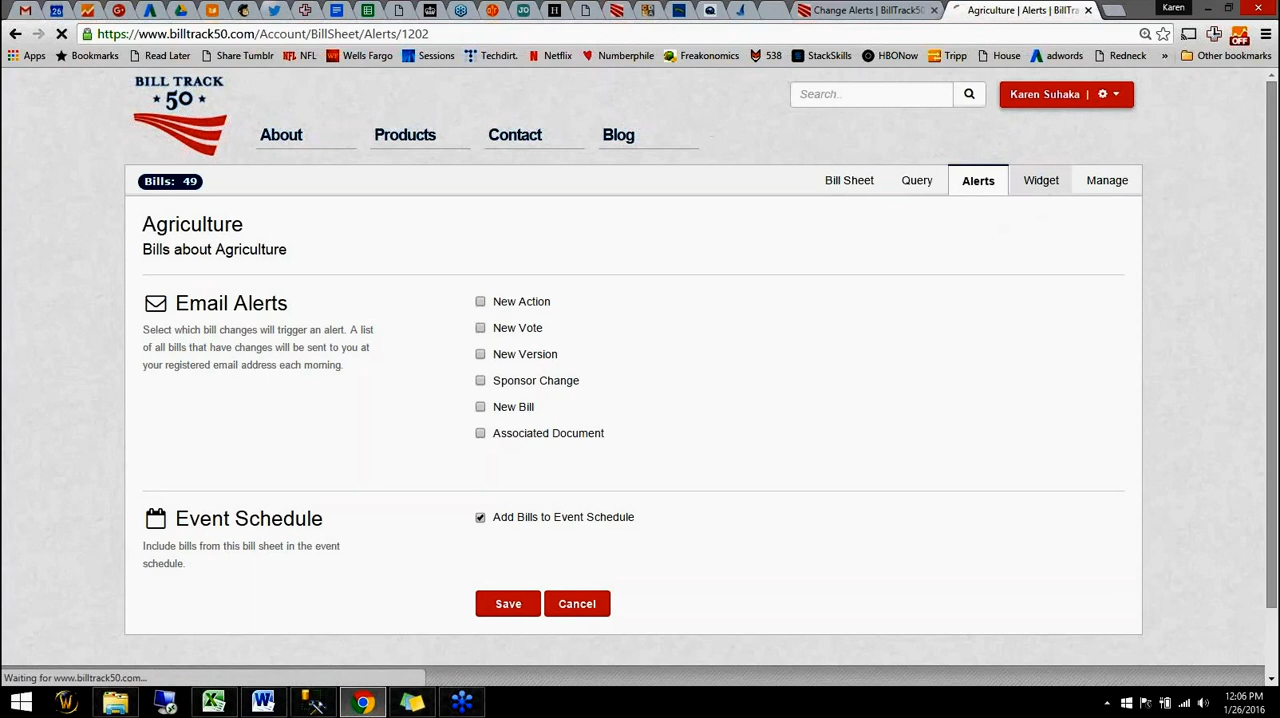 Change Alerts | BillTrack50
Agriculture | Alerts | BillTra
Karen
https://www.billtrack50.com/Account/BillSheet/Alerts/1202
OFF
Apps
Bookmarks
Read Later
Share Tumblr
NFL
Wells Fargo
Sessions
Techdirt.
Netflix
Numberphile
Freakonomics
538
StackSkills
HBONow
Tripp
House
adwords
Redneck
»
Other bookmarks
BILL TRACK
50
Search..
Karen Suhaka |
About
Products
Contact
Blog
Bills: 49
Bill Sheet
Query
Alerts
Widget
Manage
Agriculture
Bills about Agriculture
Email Alerts
Select which bill changes will trigger an alert. A list
of all bills that have changes will be sent to you at
your registered email address each morning.
New Action
New Vote
New Version
Sponsor Change
New Bill
Associated Document
Event Schedule
Include bills from this bill sheet in the event
schedule.
Add Bills to Event Schedule
Save
Cancel
Waiting for www.billtrack50.com...
12:06 PM
1/26/2016